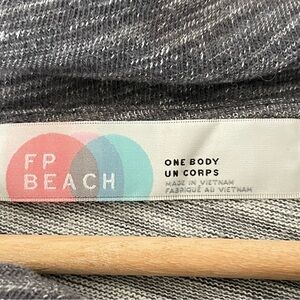 FP
BEACH
ONE BODY
UN CORPS
MADE IN VIETNAM
FABRIQUÉ AU VIETNAM